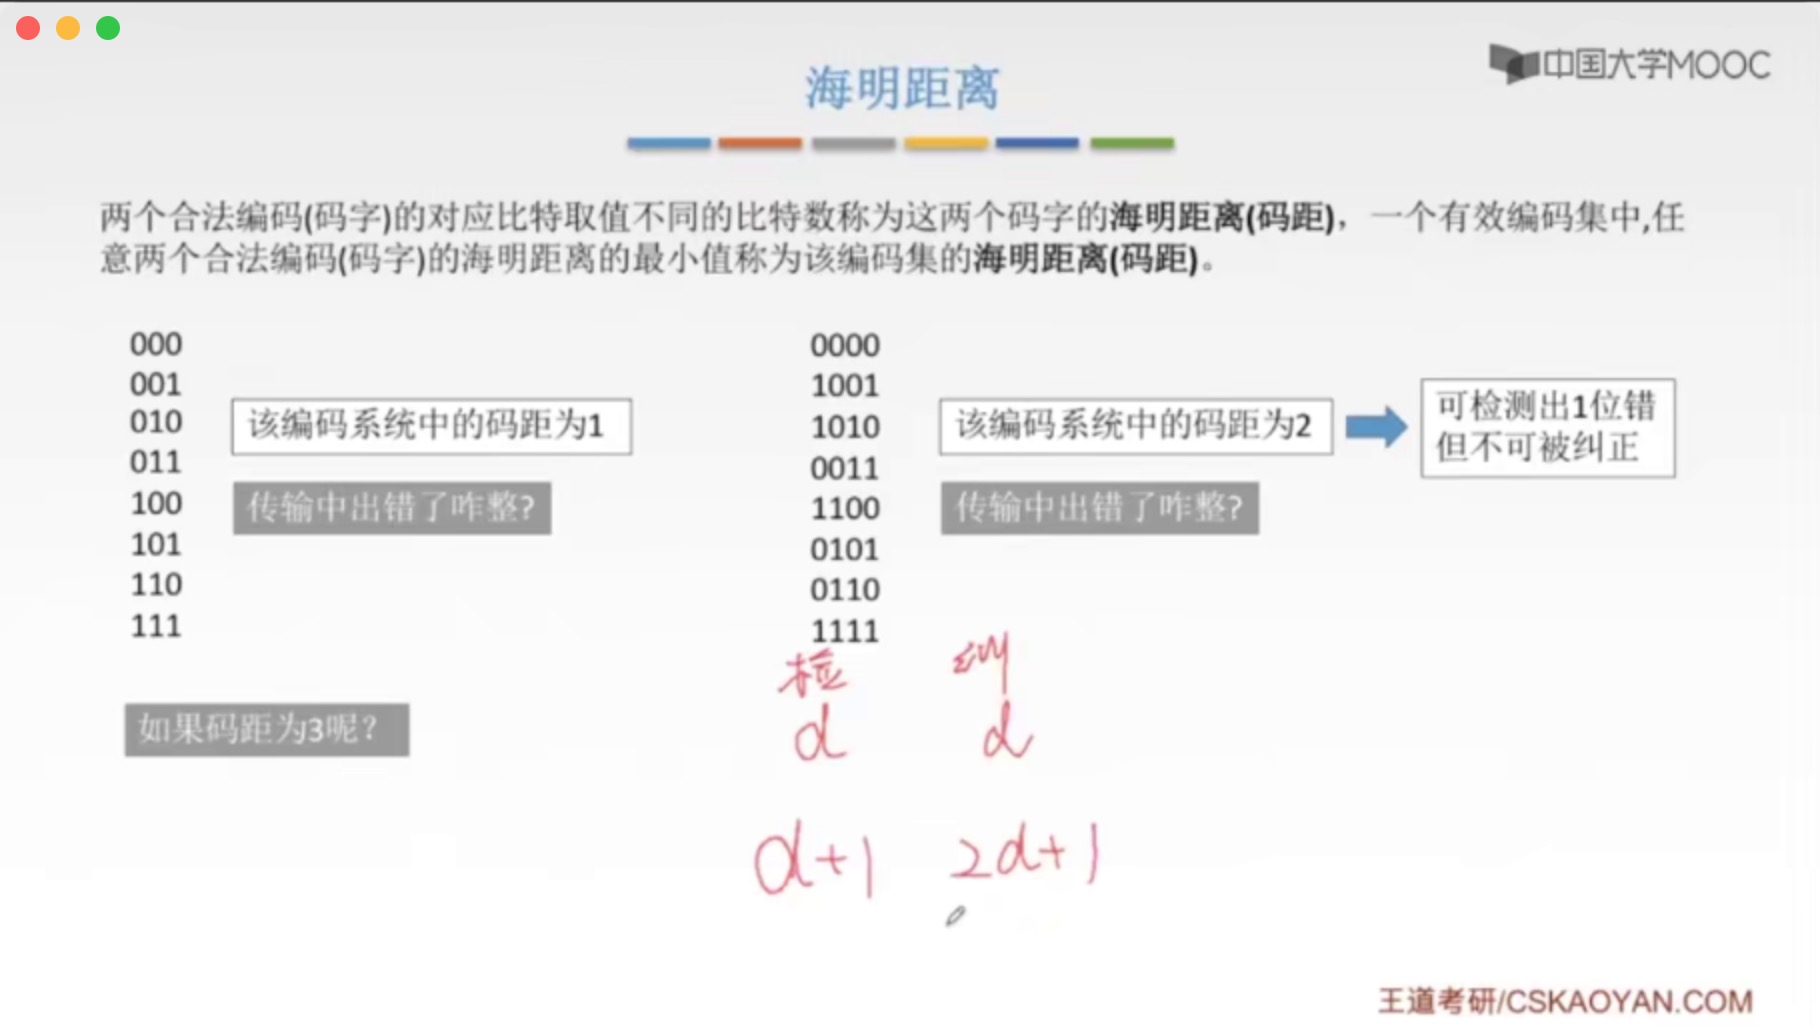 中国大学MOOC
海明距离
两个合法编码(码字)的对应比特取值不同的比特数称为这两个码字的海明距离(码距)，一个有效编码集中,任
意两个合法编码(码字)的海明距离的最小值称为该编码集的海明距离(码距)。
000
001
010
011
100
101
110
111
该编码系统中的码距为1
传输中出错了咋整?
0000
1001
1010
0011
1100
0101
0110
1111
该编码系统中的码距为2
传输中出错了咋整?
可检测出1位错
但不可被纠正
如果码距为3呢？
检 纠
d d
d+1 2d+1
王道考研/CSKAOYAN.COM